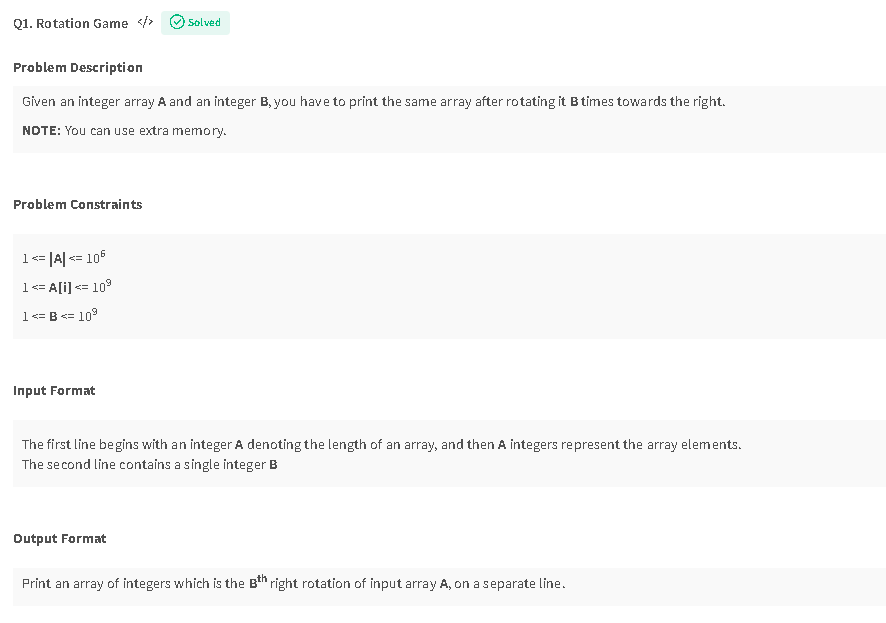 Q1. Rotation Game </> Solved
Problem Description
Given an integer array A and an integer B, you have to print the same array after rotating it B times towards the right.
NOTE: You can use extra memory.
Problem Constraints
1 <= |A| <= 10^6
1 <= A[i] <= 10^9
1 <= B <= 10^9
Input Format
The first line begins with an integer A denoting the length of an array, and then A integers represent the array elements.
The second line contains a single integer B
Output Format
Print an array of integers which is the B^th right rotation of input array A, on a separate line.